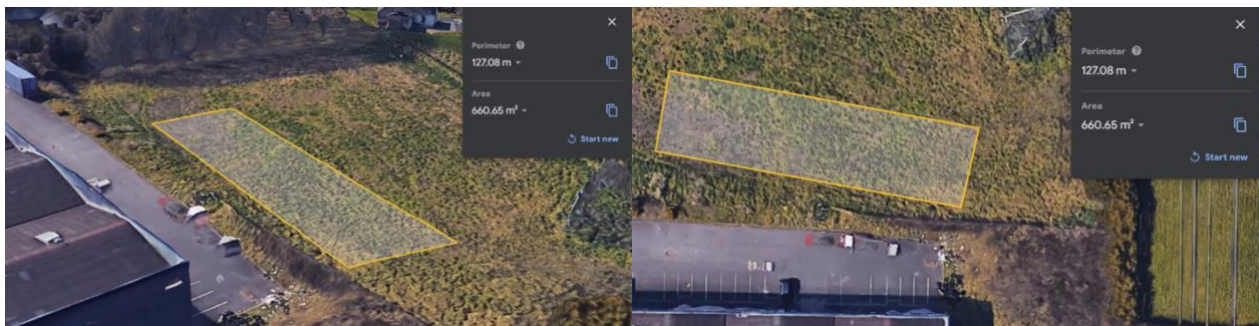 Perimeter
127.08 m
Area
660.65 m²
Start new
Perimeter
127.08 m
Area
660.65 m²
Start new